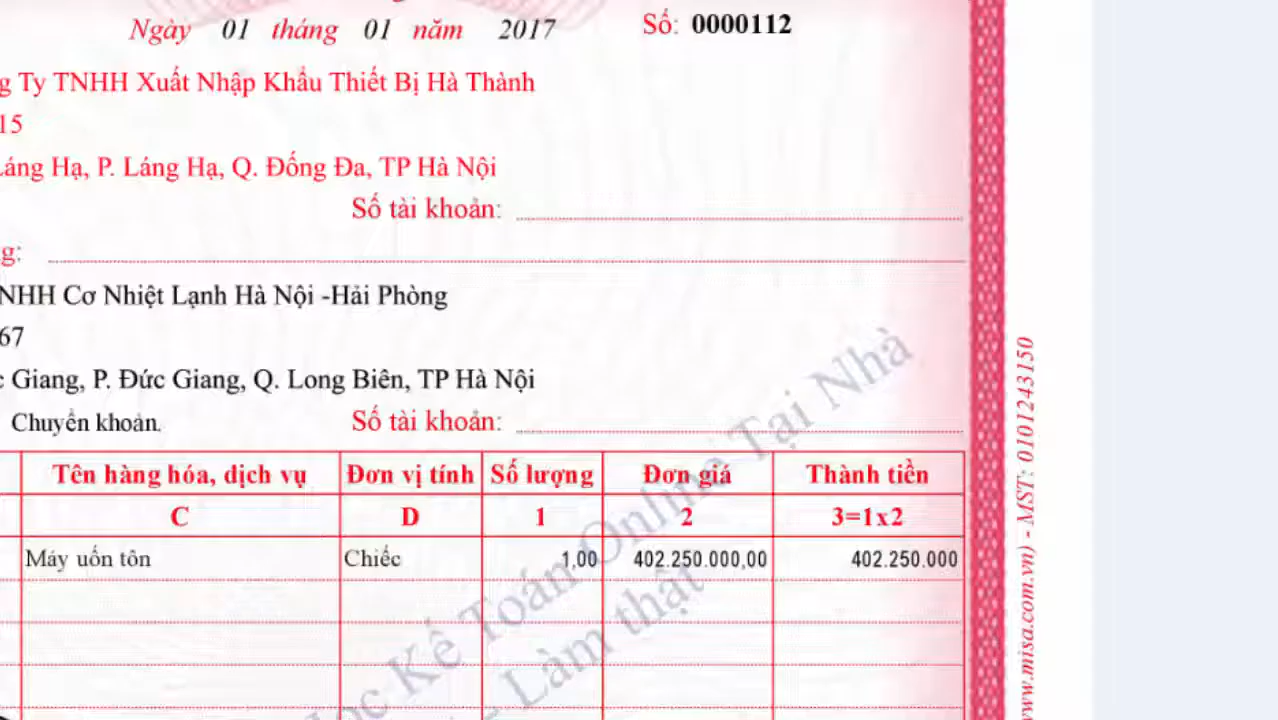 Ngày 01 tháng 01 năm 2017
Số: 0000112
g Ty TNHH Xuất Nhập Khẩu Thiết Bị Hà Thành
15
Láng Hạ, P. Láng Hạ, Q. Đống Đa, TP Hà Nội
Số tài khoản:
g:
NHH Cơ Nhiệt Lạnh Hà Nội -Hải Phòng
67
c Giang, P. Đức Giang, Q. Long Biên, TP Hà Nội
Chuyển khoản. Số tài khoản:
Tên hàng hóa, dịch vụ Đơn vị tính Số lượng Đơn giá Thành tiền
C D 1 2 3=1x2
Máy uốn tôn Chiếc 1,00 402.250.000,00 402.250.000
Học Kế Toán Online Tại Nhà
- Làm thật
www.misa.com.vn) - MST: 0101243150